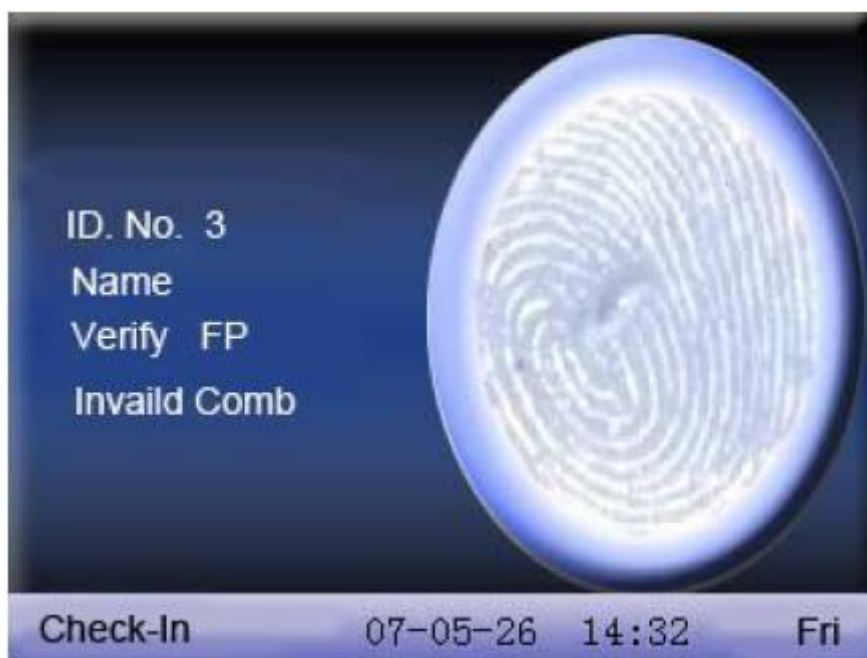 ID. No. 3
Name
Verify FP
Invaild Comb
Check-In 07-05-26 14:32 Fri